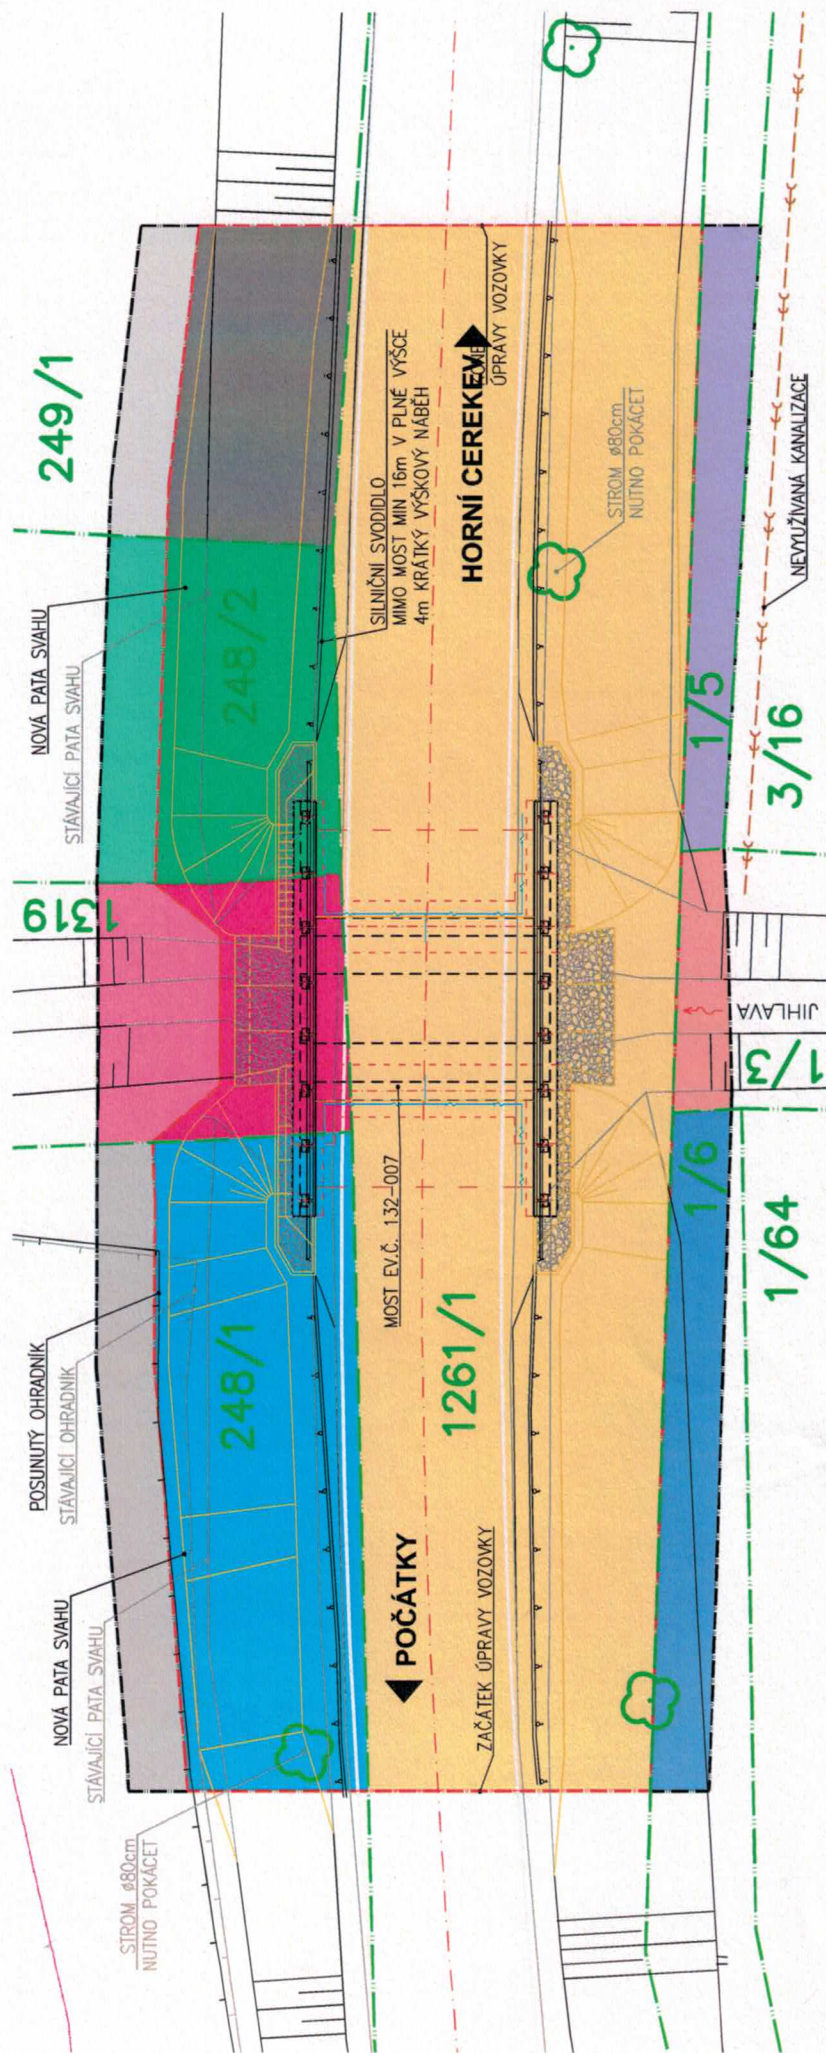 249/1
NOVÁ PATA SVAHU
STÁVAJÍCÍ PATA SVAHU
248/2
SILNIČNÍ SVODIDLO
MIMO MOST MIN 16m V PLNÉ VÝŠCE
4m KRÁTKÝ VÝŠKOVÝ NÁBĚH
HORNÍ CEREKEV
ÚPRAVY VOZOVKY
STROM ø80cm
NUTNO POKÁCET
1/5
3/16
NEVYUŽÍVANÁ KANALIZACE
1319
JIHLAVA
1/3
POSUNUTÝ OHRADNÍK
STÁVAJÍCÍ OHRADNÍK
248/1
MOST EV.Č. 132-007
1261/1
1/6
1/64
NOVÁ PATA SVAHU
STÁVAJÍCÍ PATA SVAHU
POČÁTKY
ZAČÁTEK ÚPRAVY VOZOVKY
STROM ø80cm
NUTNO POKÁCET